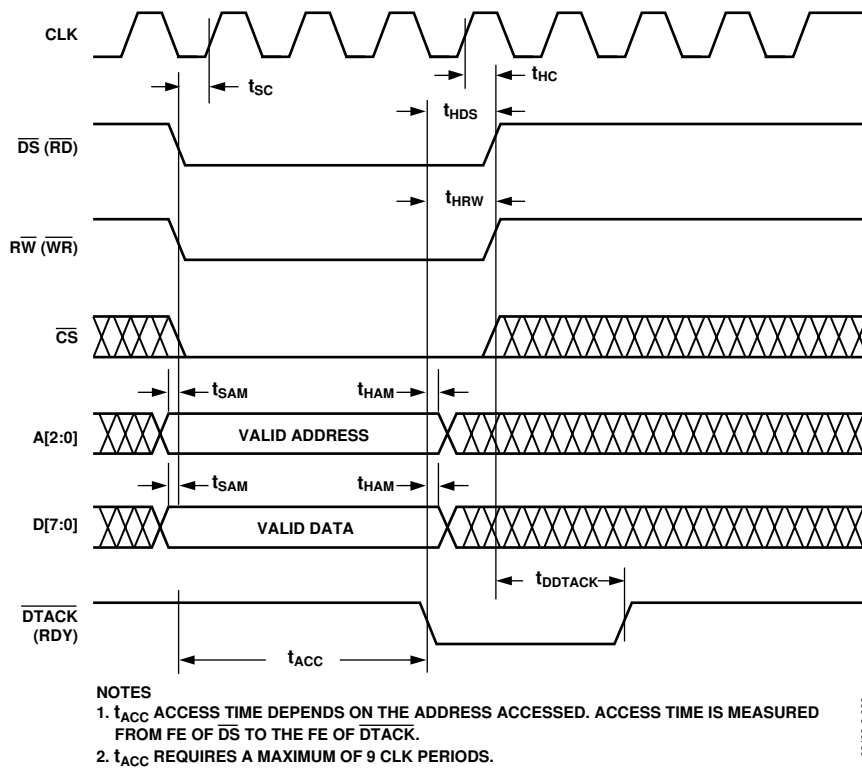 CLK
tSC
tHC
tHDS
DS (RD)
tHRW
RW (WR)
CS
tSAM
tHAM
A[2:0]
VALID ADDRESS
tSAM
tHAM
D[7:0]
VALID DATA
tDDTACK
DTACK
(RDY)
tACC
NOTES
1. tACC ACCESS TIME DEPENDS ON THE ADDRESS ACCESSED. ACCESS TIME IS MEASURED
FROM FE OF DS TO THE FE OF DTACK.
2. tACC REQUIRES A MAXIMUM OF 9 CLK PERIODS.